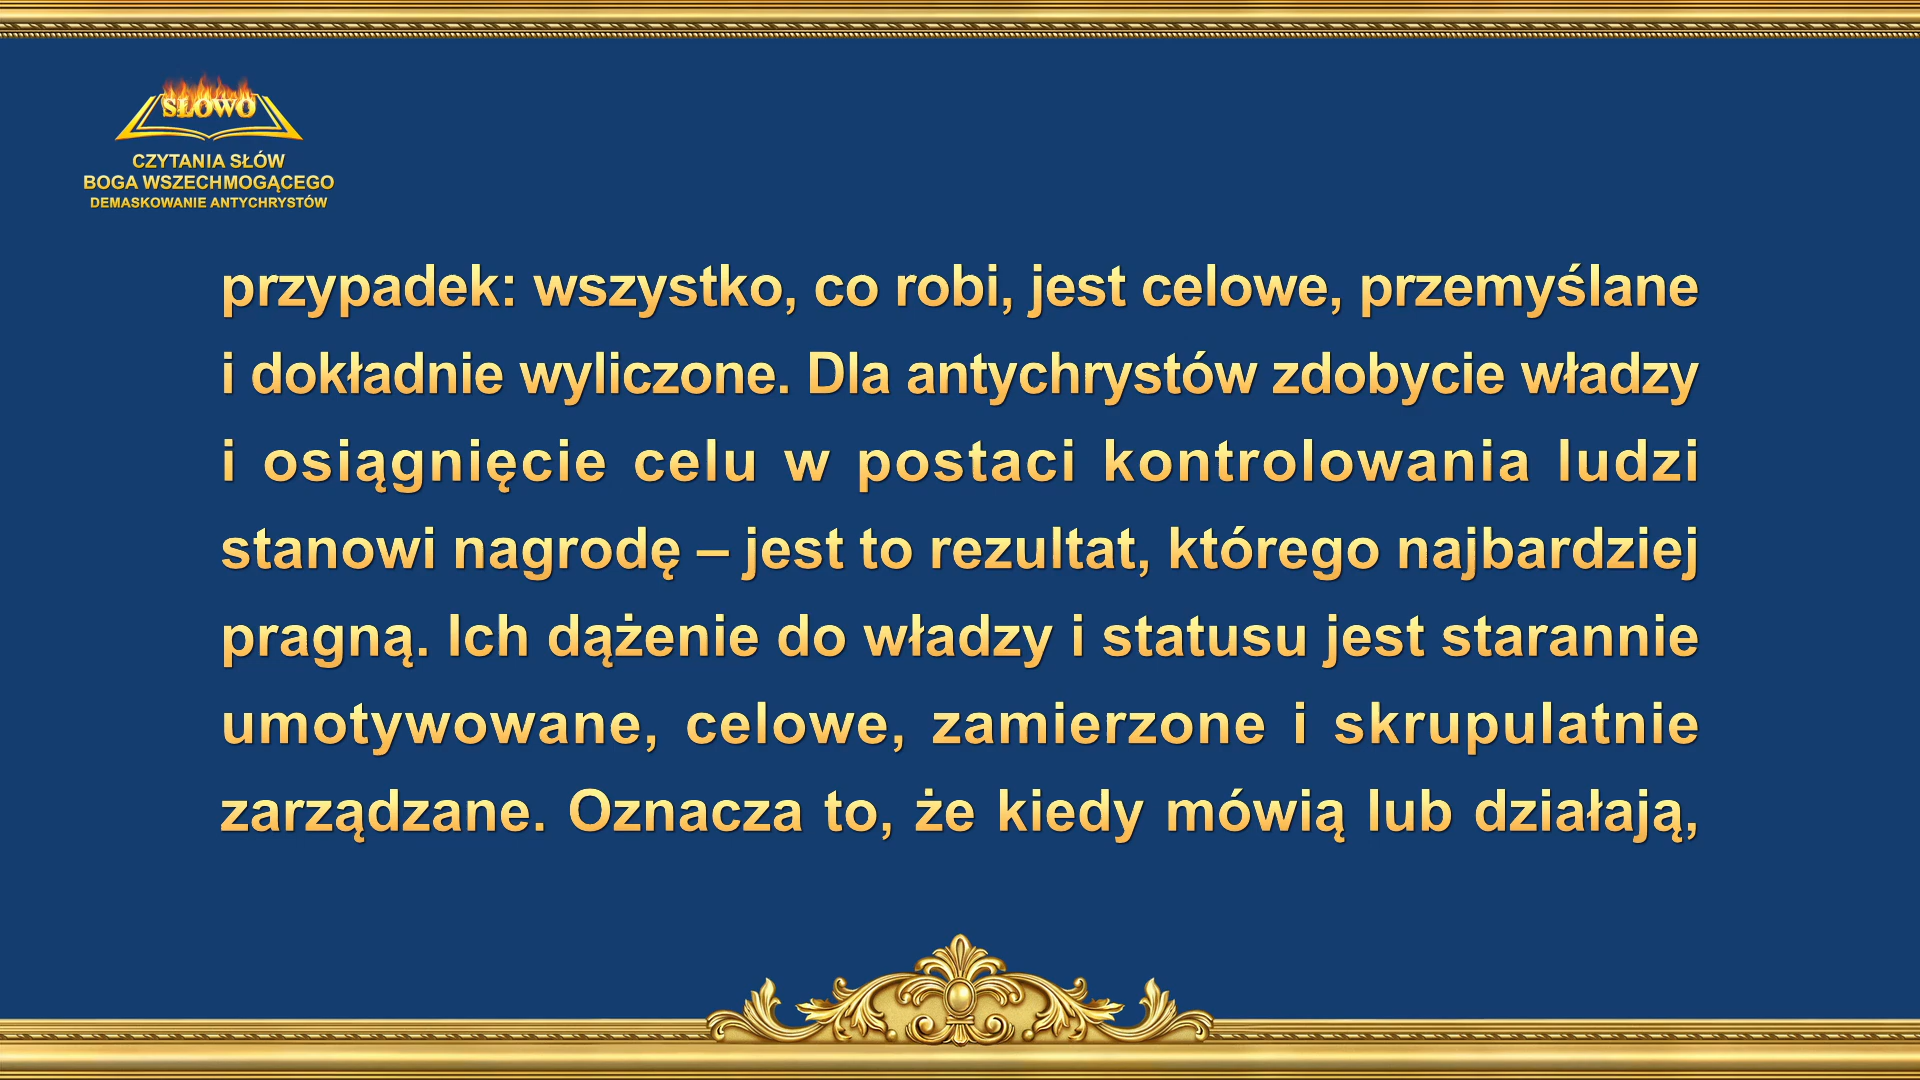 SŁOWO
CZYTANIA SŁÓW
BOGA WSZECHMOGĄCEGO
DEMASKOWANIE ANTYCHRYSTÓW
przypadek: wszystko, co robi, jest celowe, przemyślane
i dokładnie wyliczone. Dla antychrystów zdobycie władzy
i osiągnięcie celu w postaci kontrolowania ludzi
stanowi nagrodę – jest to rezultat, którego najbardziej
pragną. Ich dążenie do władzy i statusu jest starannie
umotywowane, celowe, zamierzone i skrupulatnie
zarządzane. Oznacza to, że kiedy mówią lub działają,